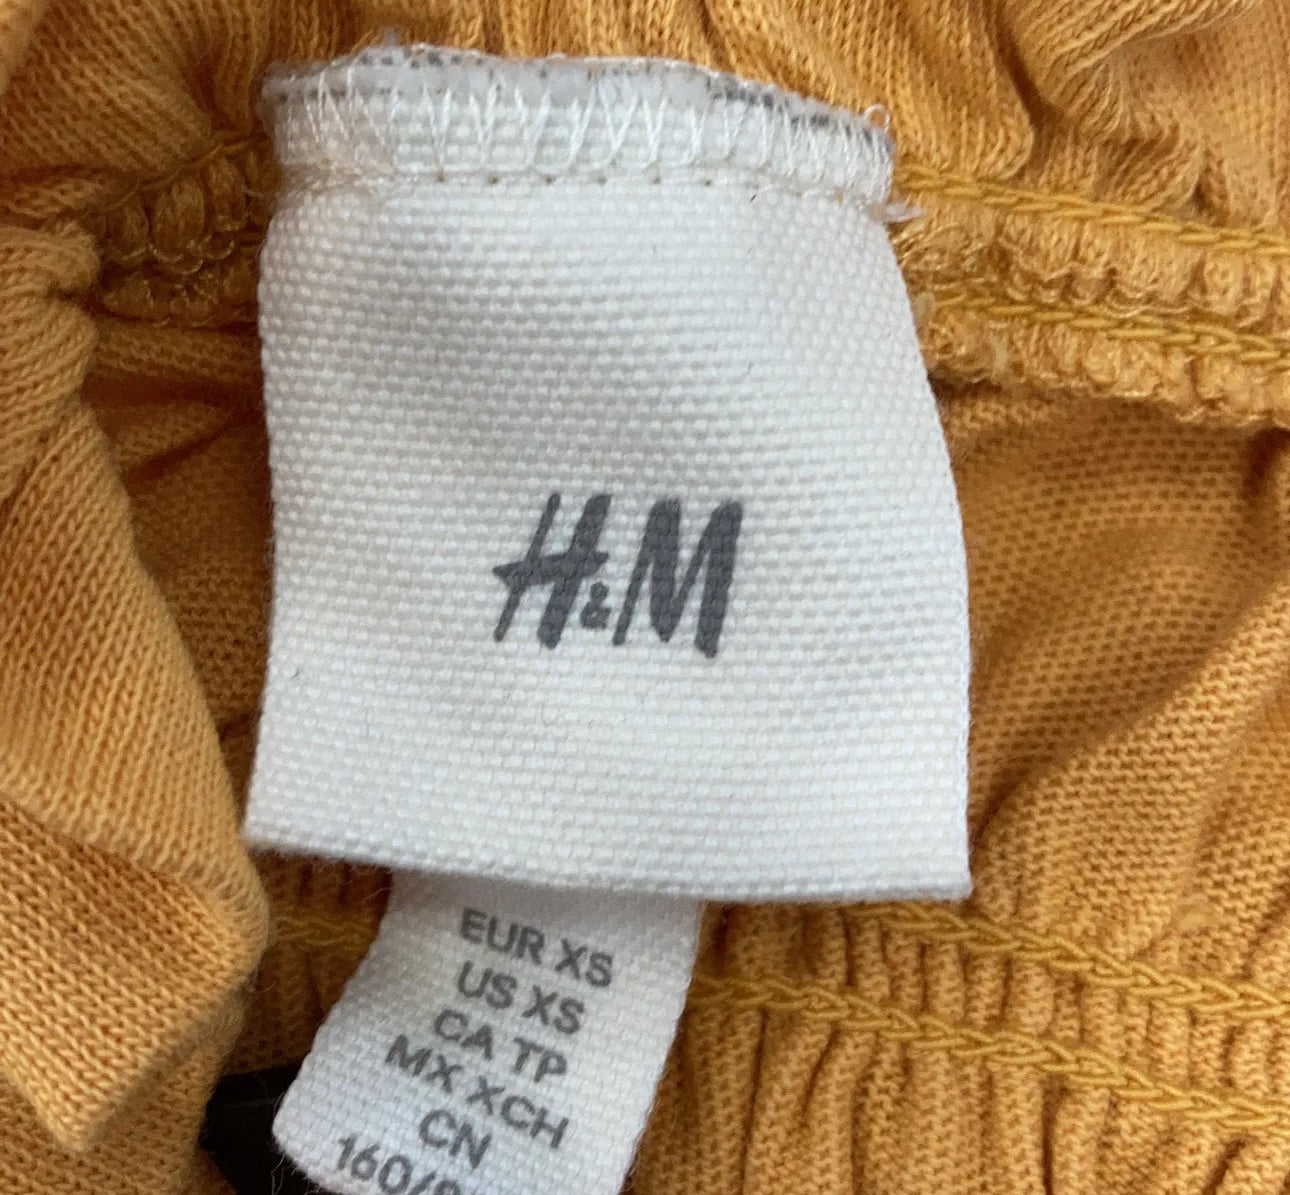 H&M
EUR XS
US XS
CA TP
MX XCH
CN